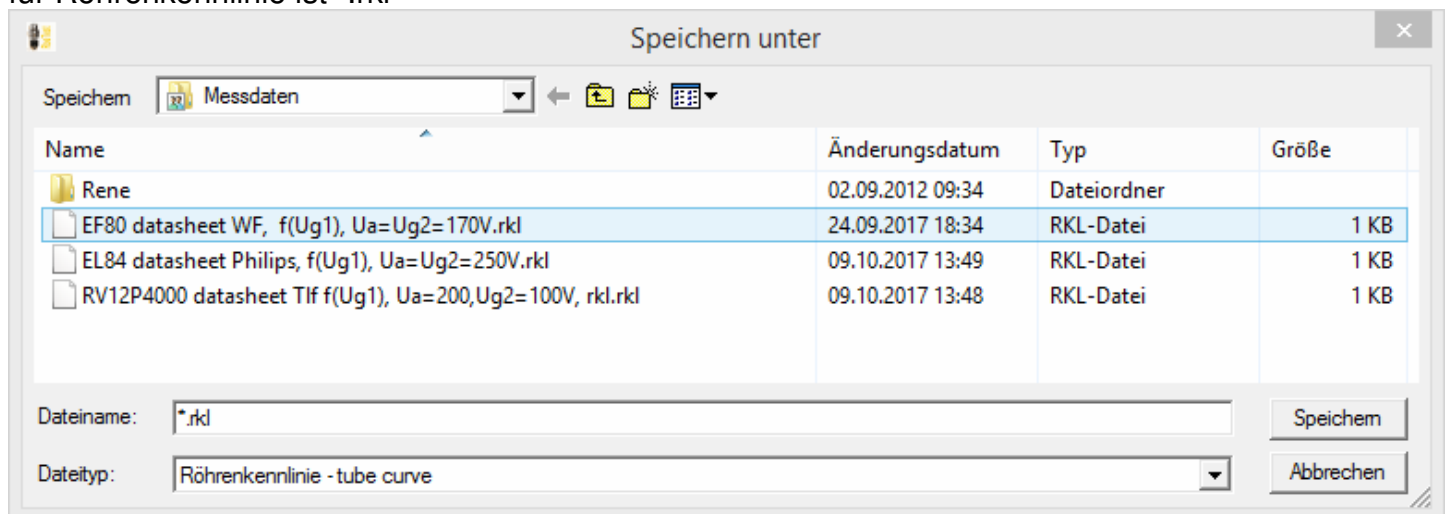 für Röhrenkennlinie ist *.rkl
Speichern unter
Speichern Messdaten
Name Änderungsdatum Typ Größe
Rene 02.09.2012 09:34 Dateiordner
EF80 datasheet WF, f(Ug1), Ua=Ug2=170V.rkl 24.09.2017 18:34 RKL-Datei 1 KB
EL84 datasheet Philips, f(Ug1), Ua=Ug2=250V.rkl 09.10.2017 13:49 RKL-Datei 1 KB
RV12P4000 datasheet Tlf f(Ug1), Ua=200,Ug2=100V, rkl.rkl 09.10.2017 13:48 RKL-Datei 1 KB
Dateiname: *.rkl Speichern
Dateityp: Röhrenkennlinie - tube curve Abbrechen